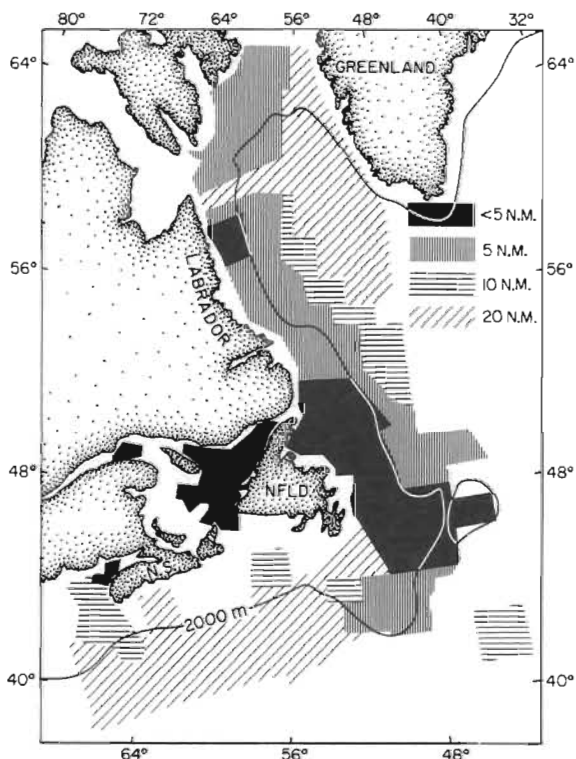 80° 72° 64° 56° 48° 40° 32°
64° 64°
GREENLAND
<5 N.M.
5 N.M.
56° 56°
10 N.M.
LABRADOR
20 N.M.
48° 48°
NFLD.
N.S.
2000 m
40° 40°
64° 56° 48°